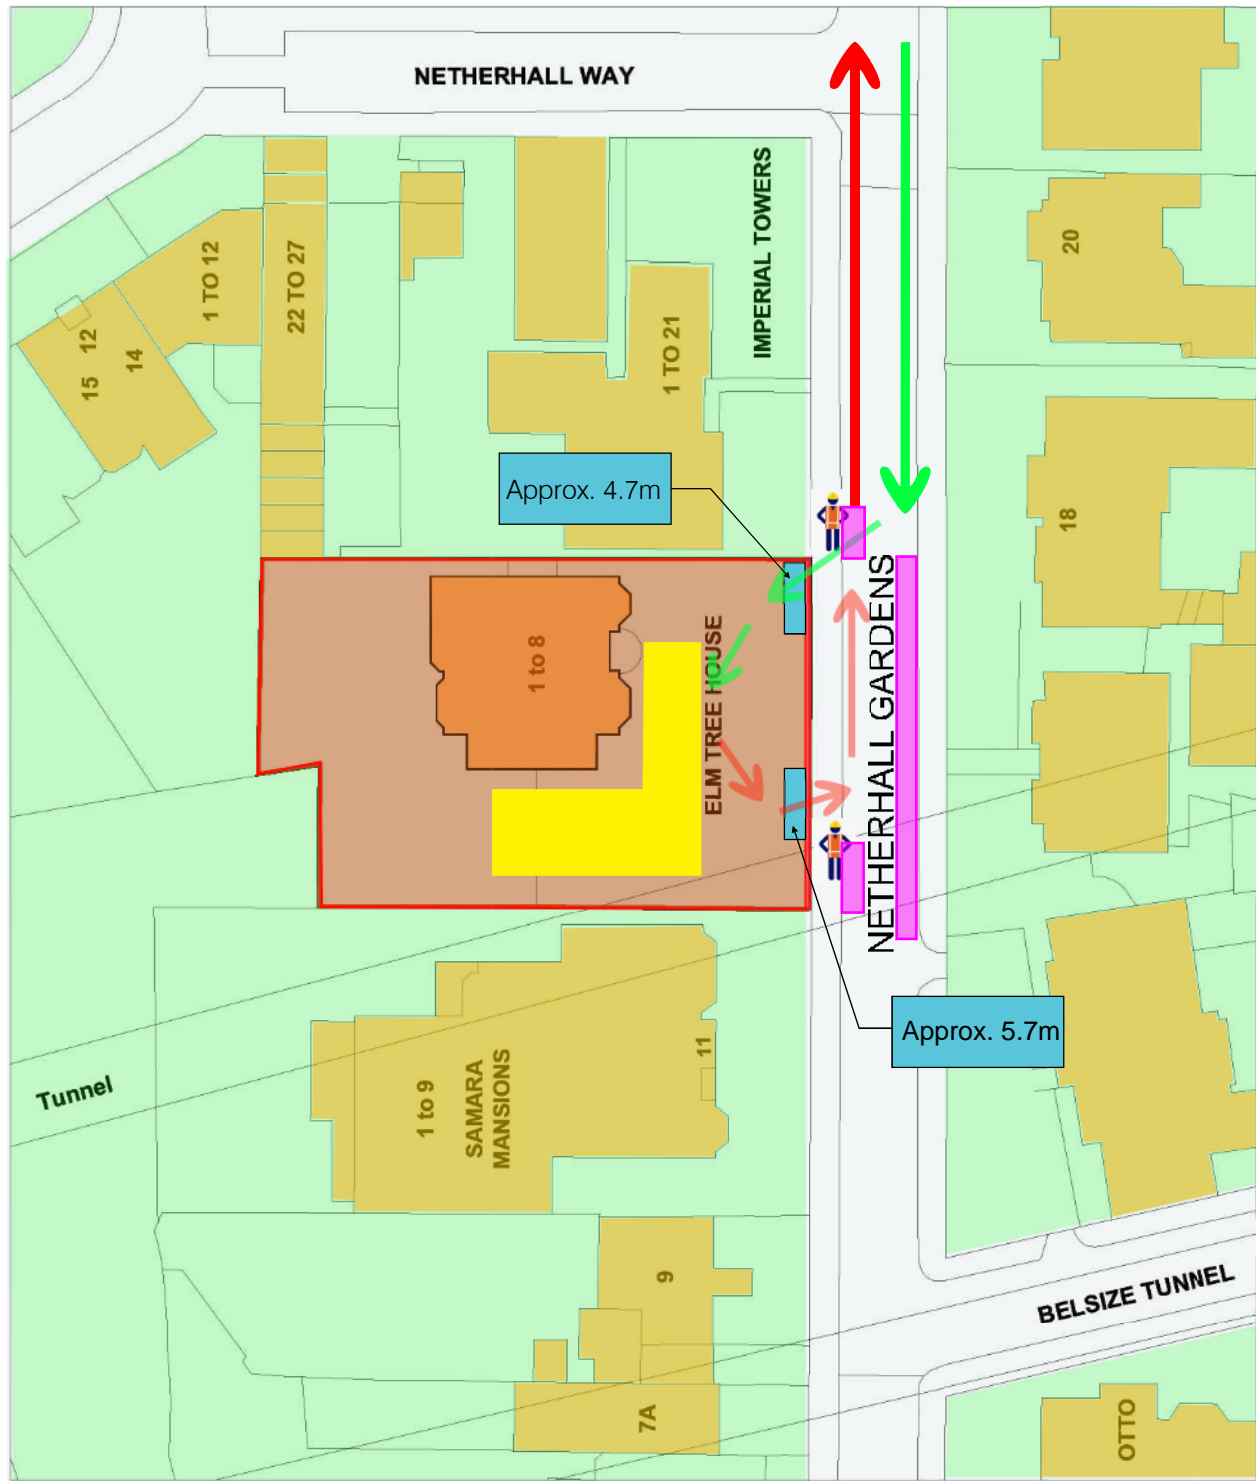 NETHERHALL WAY
IMPERIAL TOWERS
20
1 TO 12
22 TO 27
12
14
15
1 TO 21
Approx. 4.7m
18
1 to 8
ELM TREE HOUSE
NETHERHALL GARDENS
Approx. 5.7m
11
Tunnel
1 to 9
SAMARA
MANSIONS
9
BELSIZE TUNNEL
7A
OTTO